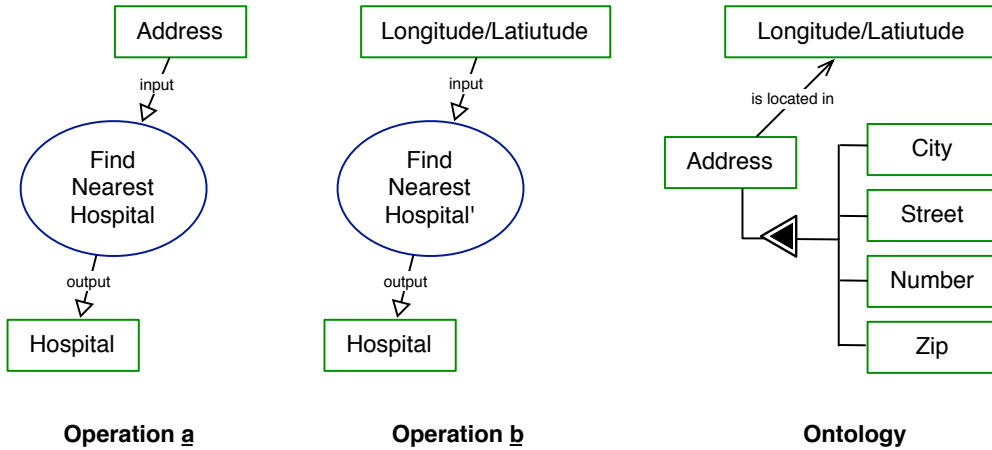 Address
input
Find
Nearest
Hospital
output
Hospital
Operation a
Longitude/Latiutude
input
Find
Nearest
Hospital'
output
Hospital
Operation b
Longitude/Latiutude
is located in
Address
City
Street
Number
Zip
Ontology